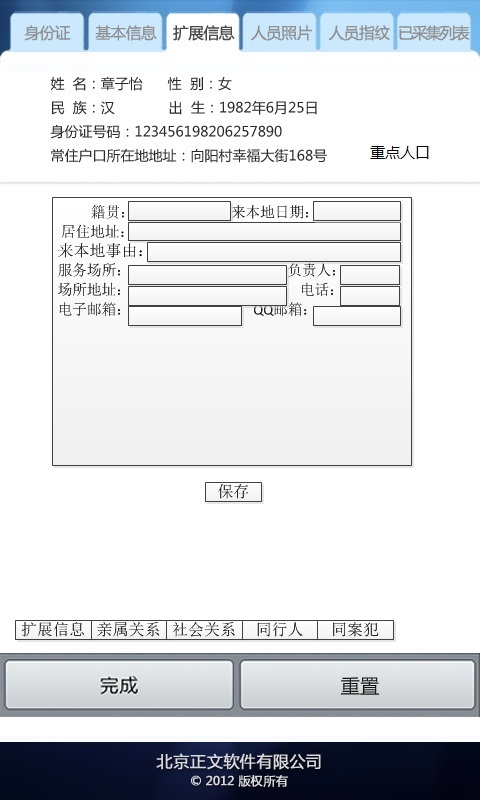 身份证 基本信息 扩展信息 人员照片 人员指纹 已采集列表
姓 名：章子怡 性 别：女
民 族：汉 出 生：1982年6月25日
身份证号码：123456198206257890
常住户口所在地地址：向阳村幸福大街168号 重点人口
籍贯： 来本地日期：
居住地址：
来本地事由：
服务场所： 负责人：
场所地址： 电话：
电子邮箱： QQ邮箱：
保存
扩展信息 亲属关系 社会关系 同行人 同案犯
完成 重置
北京正文软件有限公司
© 2012 版权所有